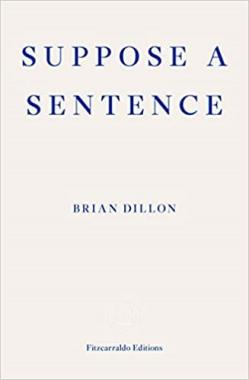 SUPPOSE A
SENTENCE
BRIAN DILLON
Fitzcarraldo Editions